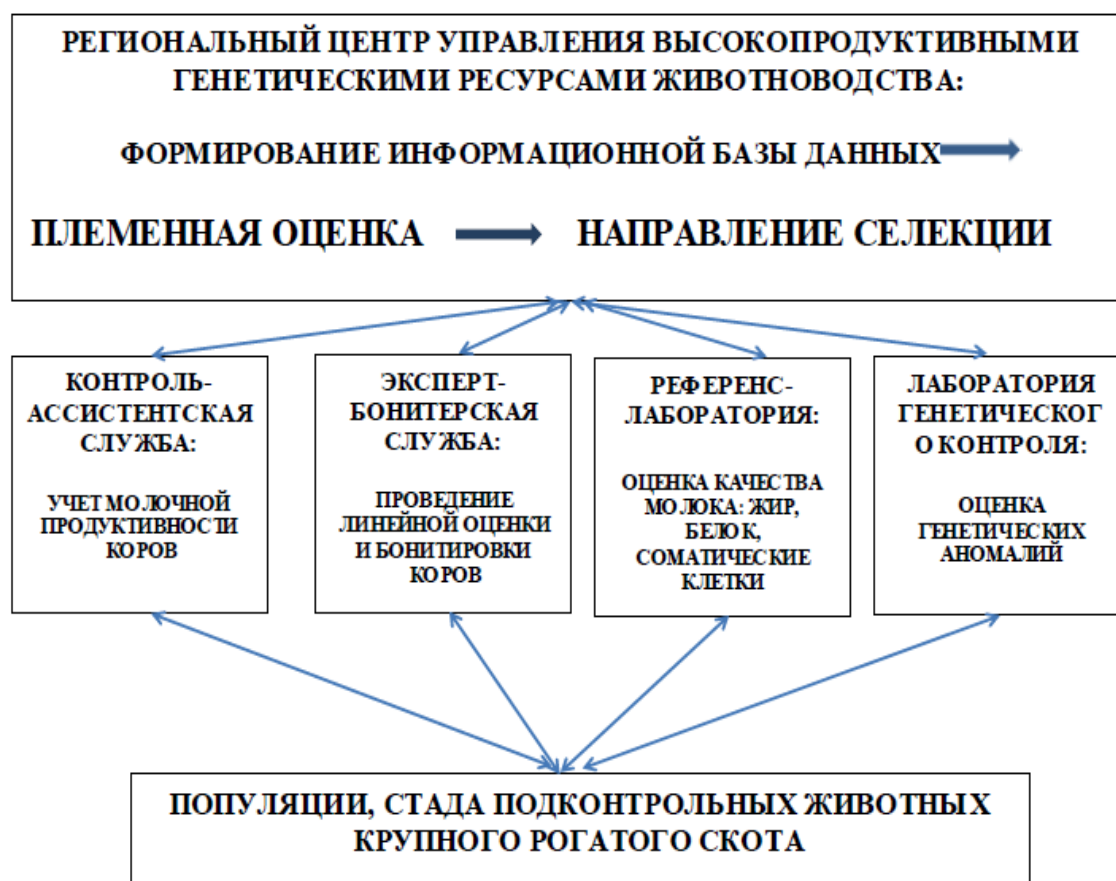 РЕГИОНАЛЬНЫЙ ЦЕНТР УПРАВЛЕНИЯ ВЫСОКОПРОДУКТИВНЫМИ
ГЕНЕТИЧЕСКИМИ РЕСУРСАМИ ЖИВОТНОВОДСТВА:
ФОРМИРОВАНИЕ ИНФОРМАЦИОННОЙ БАЗЫ ДАННЫХ
ПЛЕМЕННАЯ ОЦЕНКА НАПРАВЛЕНИЕ СЕЛЕКЦИИ
КОНТРОЛЬ-
АССИСТЕНТСКАЯ
СЛУЖБА:
УЧЕТ МОЛОЧНОЙ
ПРОДУКТИВНОСТИ
КОРОВ
ЭКСПЕРТ-
БОНИТЕРСКАЯ
СЛУЖБА:
ПРОВЕДЕНИЕ
ЛИНЕЙНОЙ ОЦЕНКИ
И БОНИТИРОВКИ
КОРОВ
РЕФЕРЕНС-
ЛАБОРАТОРИЯ:
ОЦЕНКА КАЧЕСТВА
МОЛОКА: ЖИР,
БЕЛОК,
СОМАТИЧЕСКИЕ
КЛЕТКИ
ЛАБОРАТОРИЯ
ГЕНЕТИЧЕСКОГ
О КОНТРОЛЯ:
ОЦЕНКА
ГЕНЕТИЧЕСКИХ
АНОМАЛИЙ
ПОПУЛЯЦИИ, СТАДА ПОДКОНТРОЛЬНЫХ ЖИВОТНЫХ
КРУПНОГО РОГАТОГО СКОТА